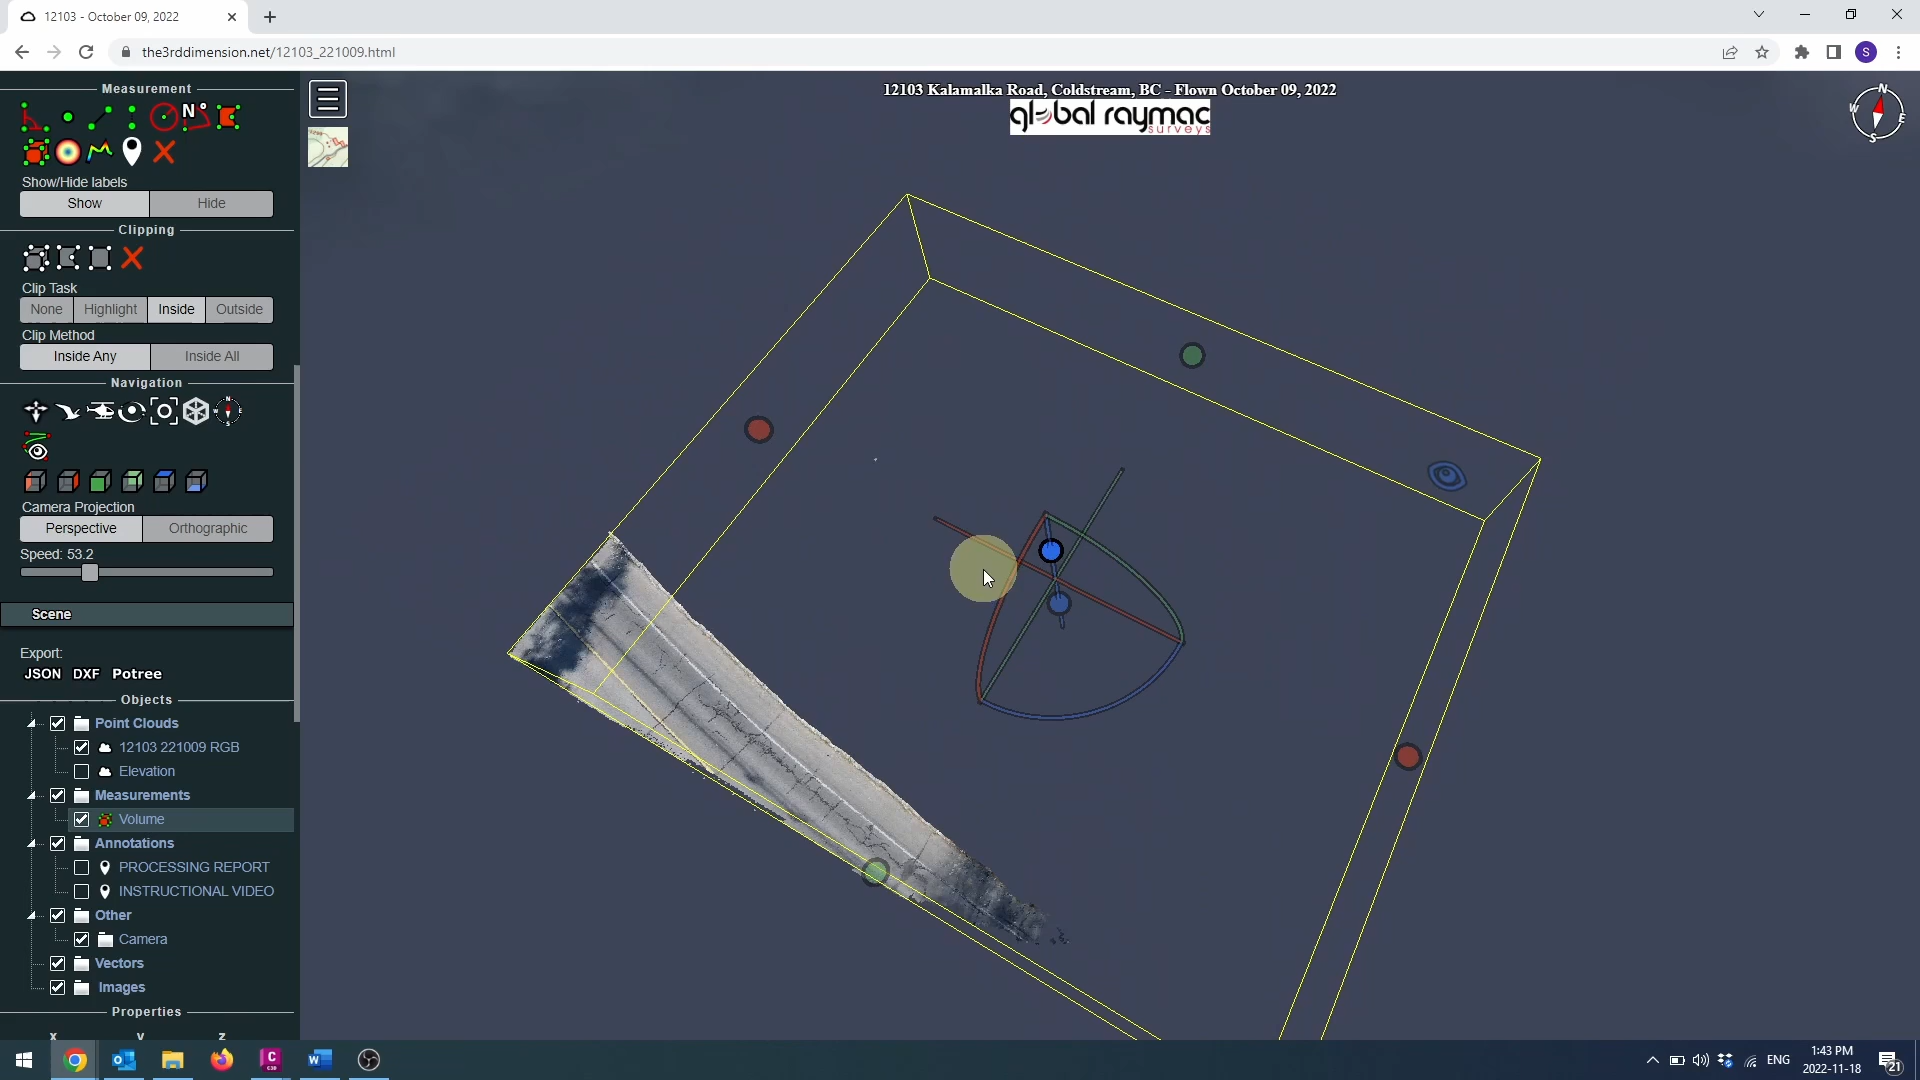 12103 - October 09, 2022
the3rddimension.net/12103_221009.html
S
Measurement
N°
Show/Hide labels
Show Hide
Clipping
Clip Task
None Highlight Inside Outside
Clip Method
Inside Any Inside All
Navigation
Camera Projection
Perspective Orthographic
Speed: 53.2
Scene
Export:
JSON DXF Potree
Objects
Point Clouds
12103 221009 RGB
Elevation
Measurements
Volume
Annotations
PROCESSING REPORT
INSTRUCTIONAL VIDEO
Other
Camera
Vectors
Images
Properties
x y z
12103 Kalamalka Road, Coldstream, BC - Flown October 09, 2022
global raymac
surveys
N
W E
S
ENG
1:43 PM
2022-11-18
21